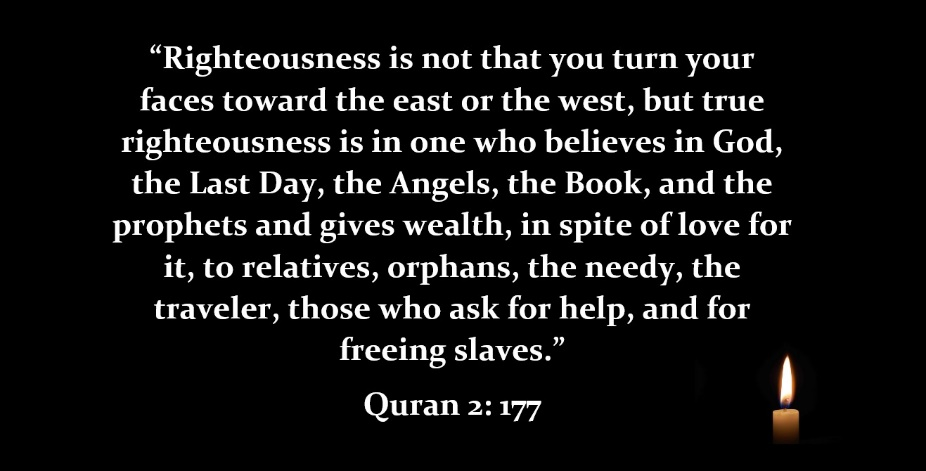 “Righteousness is not that you turn your
faces toward the east or the west, but true
righteousness is in one who believes in God,
the Last Day, the Angels, the Book, and the
prophets and gives wealth, in spite of love for
it, to relatives, orphans, the needy, the
traveler, those who ask for help, and for
freeing slaves.”
Quran 2: 177